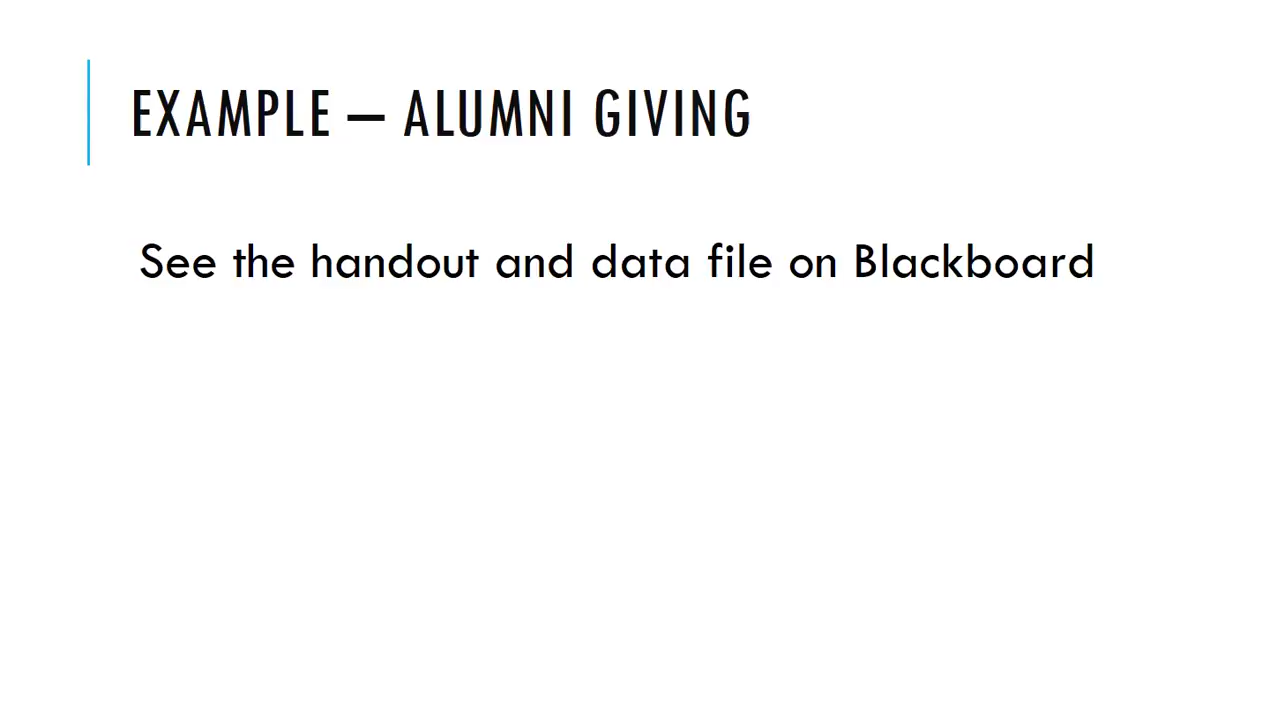 EXAMPLE – ALUMNI GIVING
See the handout and data file on Blackboard